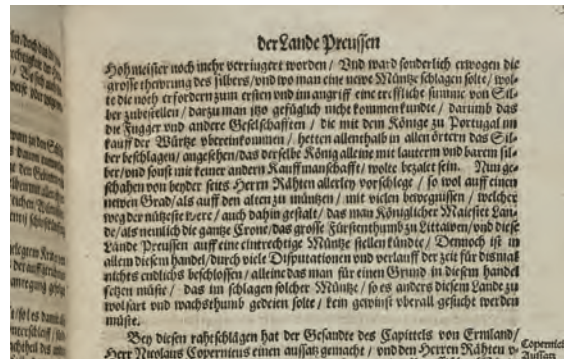 der Lande Preussen
Hohmeister noch mehr verringert worden / Vnd ward sonderlich erwogen die
grosse thewrung des silbers/vnd wo man eine newe Müntze schlagen solte/ wol-
te die noch erfordern zum ersten vnd im angriff eine treffliche summe von Sil-
ber zubestellen / darzu man itzo gefüglich nicht kommen kundte / darumb das
die Fugger vnd andere Geselschafften / die mit dem Könige zu Portugal im
kauff der Würtze vbereinkommen / hetten allenthalb in allen örtern das Sil-
ber beschlagen/ angesehen/das derselbe König alleine mit lauterm vnd barem sil-
ber/vnd sonst mit keiner andern Kauffmanschafft/ wolte bezalet sein. Nun ge-
schahen von beyder seits Herrn Rähten allerley vorschlege / so wol auff einen
newen Grad/als auff den alten zu müntzen / mit vielen bewegnussen / welcher
weg der nützeste were/ auch dahin gestalt/ das man Königlicher Maiestet Lan-
de/als nemlich die gantze Crone/das grosse Fürstenthumb zu Littawen/vnd diese
Lande Preussen auff eine eintrechtige Müntze stellen kündte/ Dennoch ist in
allem diesem handel/durch viele Disputationen vnd verlauff der zeit für dismal
nichts endlichs beschlossen/ alleine das man für einen Grund in diesem handel
setzen müste / das im schlagen solcher Müntze / so es anders diesem Lande zu
wolfart vnd wachsthumb gedeien solte / kein gewinst vberall gesucht werden
müste.
Bey diesen rahtschlägen hat der Gesandte des Capittels von Ermland/
Herr Nicolaus Copernicus einen auffsatz gemacht / vnd den Herren Rähten v-
Copernici
Auffatz